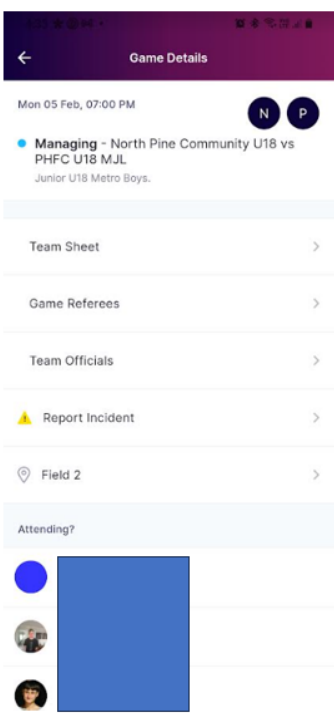 Game Details
Mon 05 Feb, 07:00 PM
N P
Managing - North Pine Community U18 vs
PHFC U18 MJL
Junior U18 Metro Boys.
Team Sheet
Game Referees
Team Officials
Report Incident
Field 2
Attending?